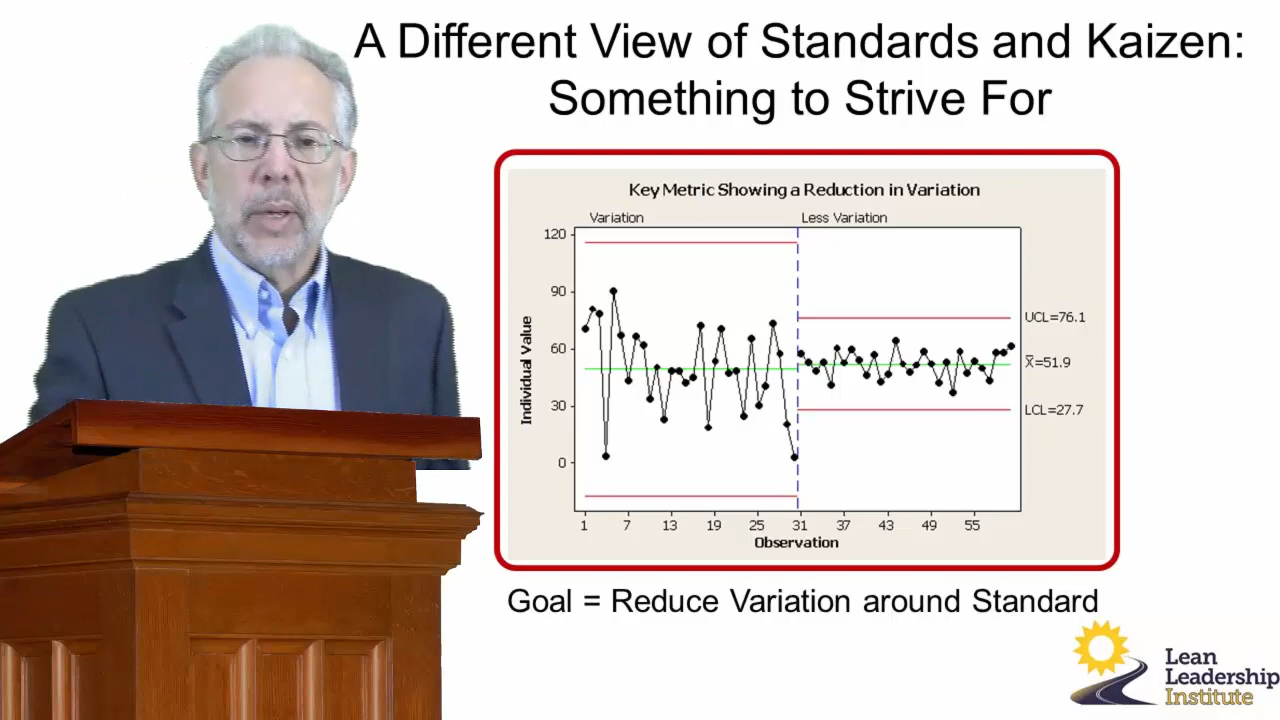 A Different View of Standards and Kaizen:
Something to Strive For
Key Metric Showing a Reduction in Variation
Variation
Less Variation
120
90
60
30
0
Individual Value
UCL=76.1
X̿=51.9
LCL=27.7
1 7 13 19 25 31 37 43 49 55
Observation
Goal = Reduce Variation around Standard
Lean
Leadership
Institute